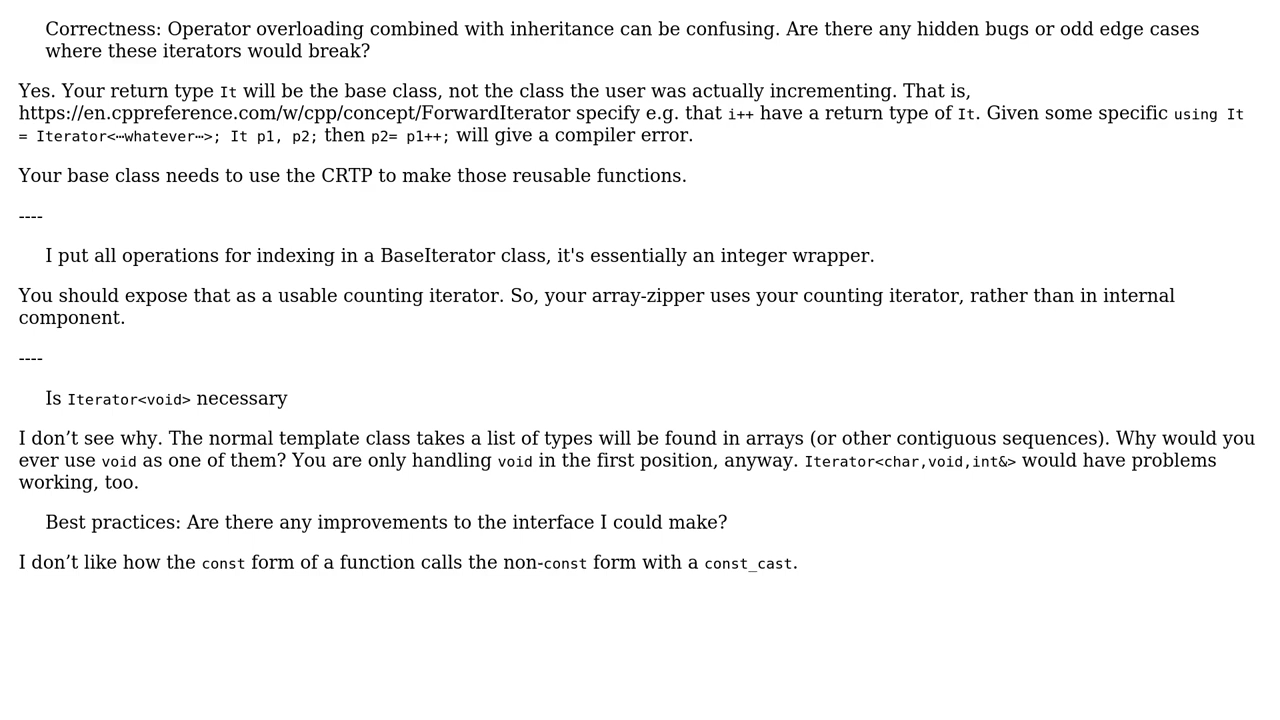 Correctness: Operator overloading combined with inheritance can be confusing. Are there any hidden bugs or odd edge cases
where these iterators would break?
Yes. Your return type It will be the base class, not the class the user was actually incrementing. That is,
https://en.cppreference.com/w/cpp/concept/ForwardIterator specify e.g. that i++ have a return type of It. Given some specific using It
= Iterator<⋯whatever⋯>; It p1, p2; then p2= p1++; will give a compiler error.
Your base class needs to use the CRTP to make those reusable functions.
----
I put all operations for indexing in a BaseIterator class, it's essentially an integer wrapper.
You should expose that as a usable counting iterator. So, your array-zipper uses your counting iterator, rather than in internal
component.
----
Is Iterator<void> necessary
I don’t see why. The normal template class takes a list of types will be found in arrays (or other contiguous sequences). Why would you
ever use void as one of them? You are only handling void in the first position, anyway. Iterator<char,void,int&> would have problems
working, too.
Best practices: Are there any improvements to the interface I could make?
I don’t like how the const form of a function calls the non-const form with a const_cast.